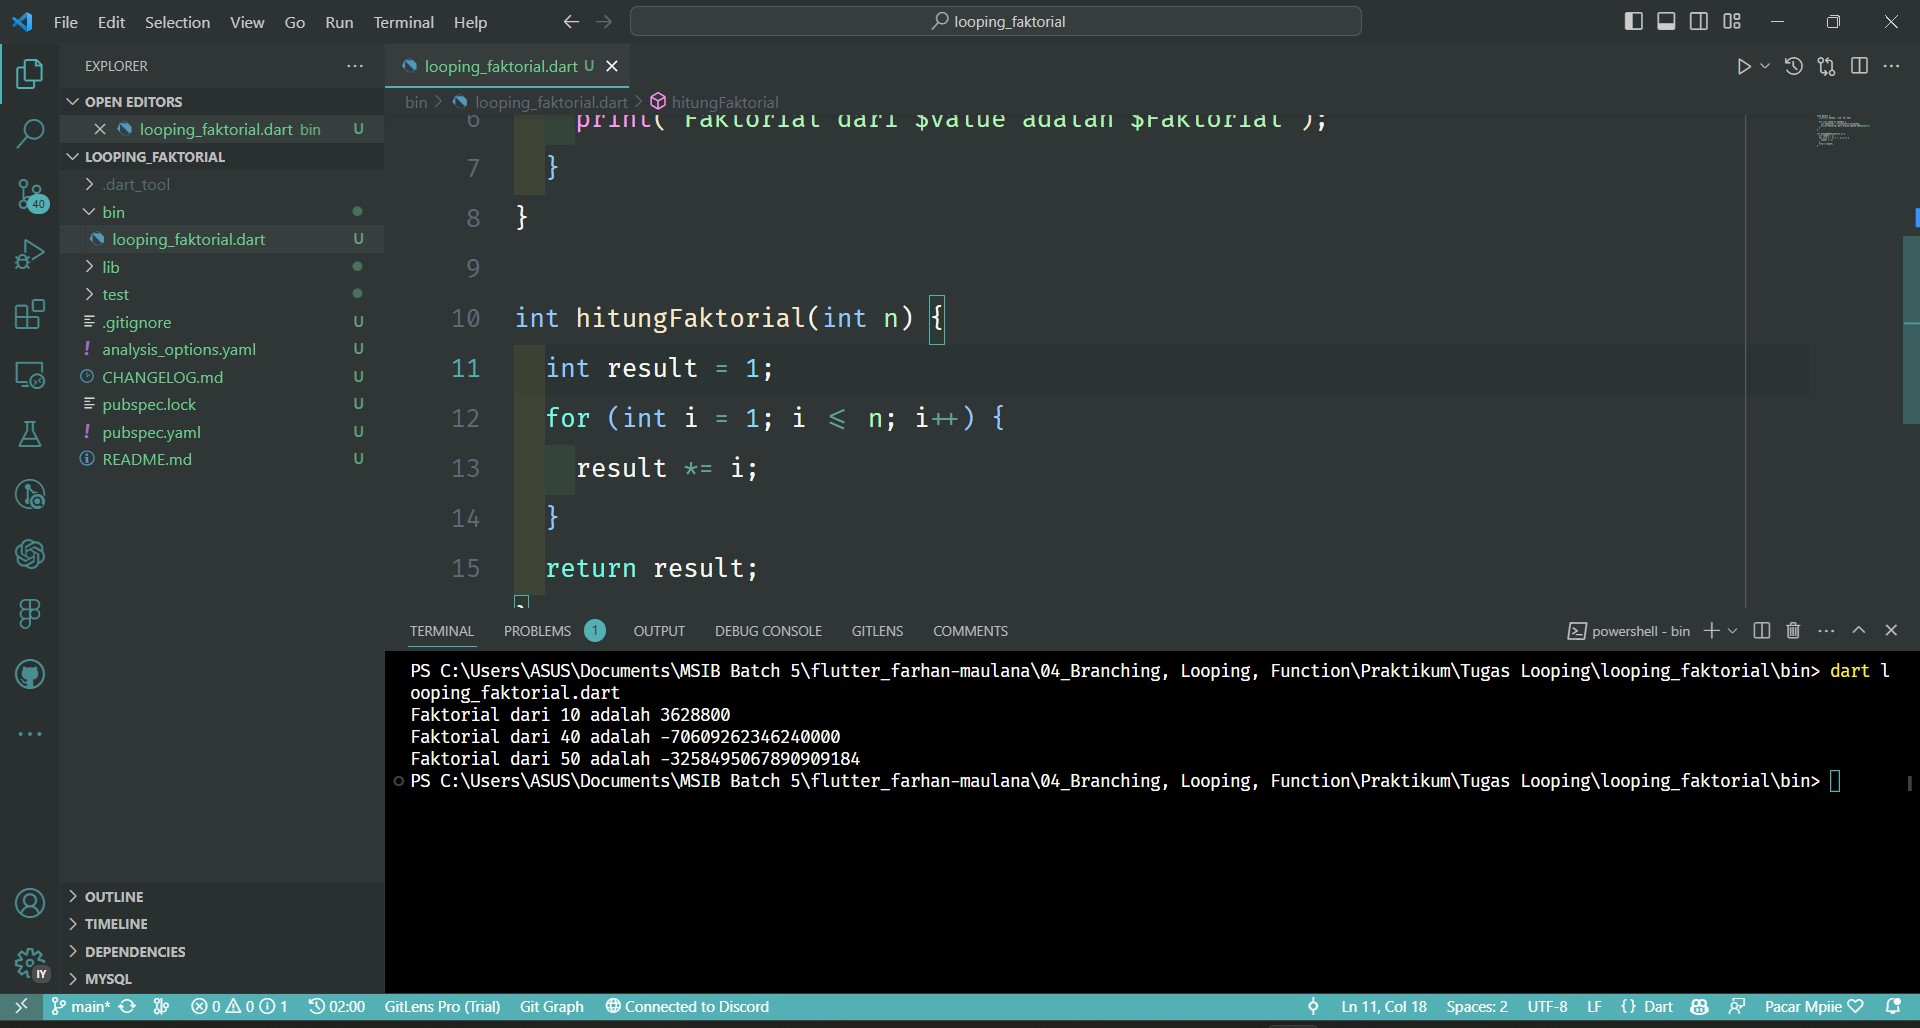 File Edit Selection View Go Run Terminal Help
looping_faktorial
EXPLORER
OPEN EDITORS
looping_faktorial.dart bin U
LOOPING_FAKTORIAL
.dart_tool
bin
looping_faktorial.dart U
lib
test
.gitignore U
analysis_options.yaml U
CHANGELOG.md U
pubspec.lock U
pubspec.yaml U
README.md U
OUTLINE
TIMELINE
DEPENDENCIES
MYSQL
40
IY
looping_faktorial.dart U
bin > looping_faktorial.dart > hitungFaktorial
6 print("Faktorial dari $value adalah $Faktorial");
7 }
8 }
9
10 int hitungFaktorial(int n) {
11 int result = 1;
12 for (int i = 1; i <= n; i++) {
13 result *= i;
14 }
15 return result;
TERMINAL PROBLEMS 1 OUTPUT DEBUG CONSOLE GITLENS COMMENTS
powershell - bin
PS C:\Users\ASUS\Documents\MSIB Batch 5\flutter_farhan-maulana\04_Branching, Looping, Function\Praktikum\Tugas Looping\looping_faktorial\bin> dart l
ooping_faktorial.dart
Faktorial dari 10 adalah 3628800
Faktorial dari 40 adalah -70609262346240000
Faktorial dari 50 adalah -3258495067890909184
PS C:\Users\ASUS\Documents\MSIB Batch 5\flutter_farhan-maulana\04_Branching, Looping, Function\Praktikum\Tugas Looping\looping_faktorial\bin>
main* 0 0 1 02:00 GitLens Pro (Trial) Git Graph Connected to Discord Ln 11, Col 18 Spaces: 2 UTF-8 LF {} Dart Pacar Mpiie